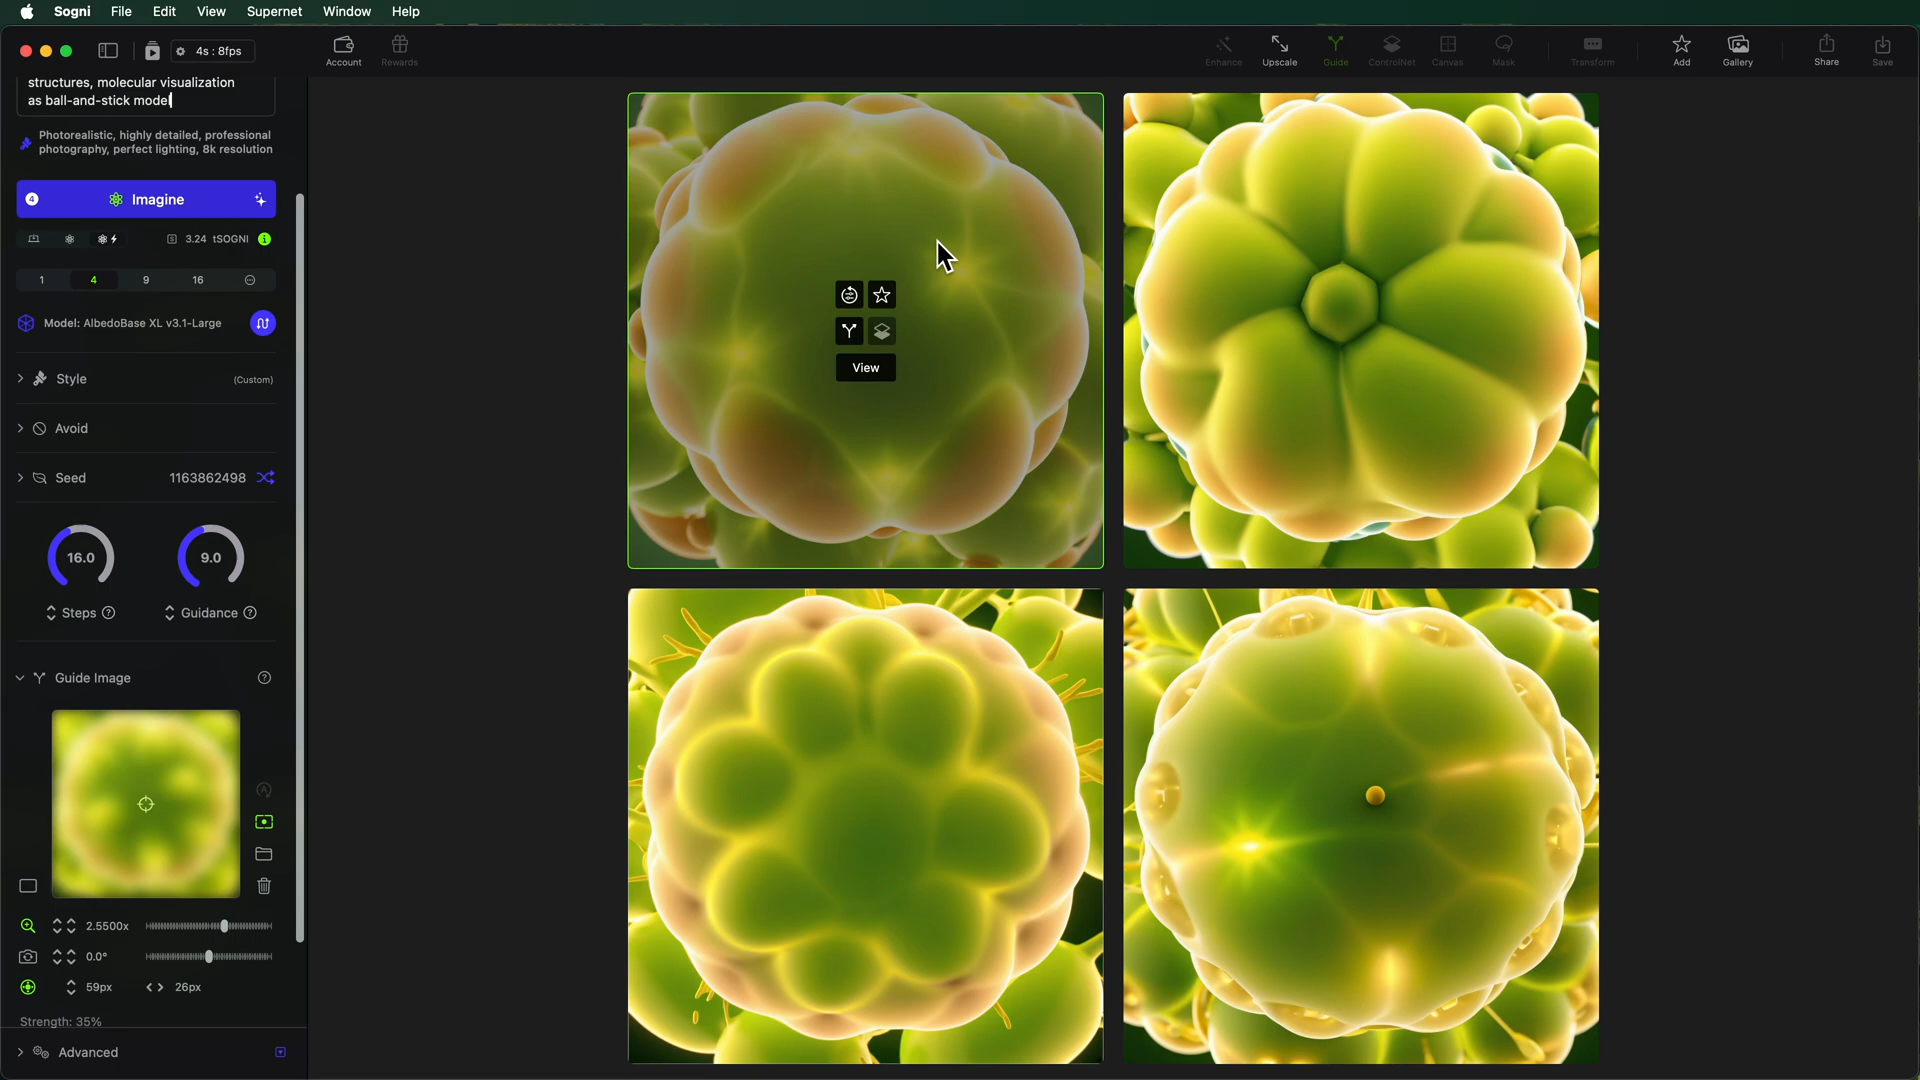 Sogni File Edit View Supernet Window Help
4s : 8fps
Account
Rewards
Enhance
Upscale
Guide
ControlNet
Canvas
Mask
Transform
Add
Gallery
Share
Save
structures, molecular visualization
as ball-and-stick model
Photorealistic, highly detailed, professional
photography, perfect lighting, 8k resolution
4 Imagine
3.24 tSOGNI
1 4 9 16
Model: AlbedoBase XL v3.1-Large
Style (Custom)
Avoid
Seed 1163862498
16.0 9.0
Steps Guidance
Guide Image
2.5500x
0.0°
59px 26px
Strength: 35%
Advanced
View